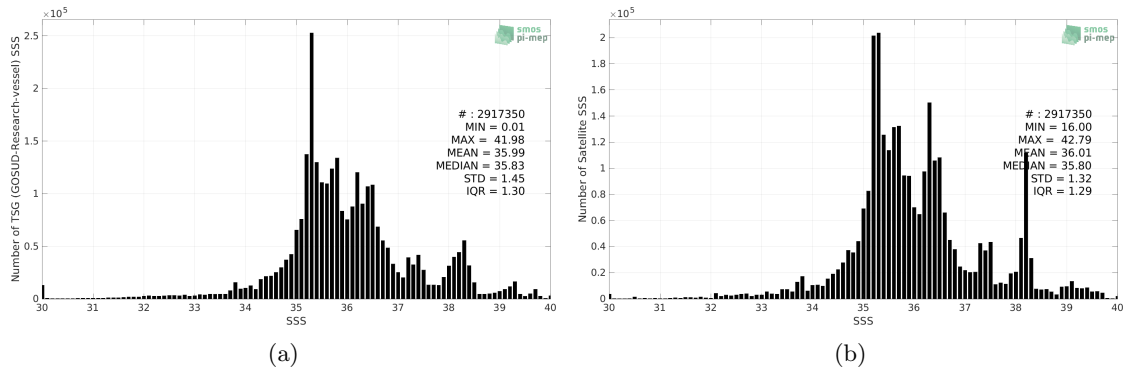 ×10⁵
smos
pi-mep
2.5
2
1.5
1
0.5
0
Number of TSG (GOSUD-Research-vessel) SSS
# : 2917350
MIN = 0.01
MAX = 41.98
MEAN = 35.99
MEDIAN = 35.83
STD = 1.45
IQR = 1.30
30 31 32 33 34 35 36 37 38 39 40
SSS
(a)
×10⁵
smos
pi-mep
2
1.8
1.6
1.4
1.2
1
0.8
0.6
0.4
0.2
0
Number of Satellite SSS
# : 2917350
MIN = 16.00
MAX = 42.79
MEAN = 36.01
MEDIAN = 35.80
STD = 1.32
IQR = 1.29
30 31 32 33 34 35 36 37 38 39 40
SSS
(b)